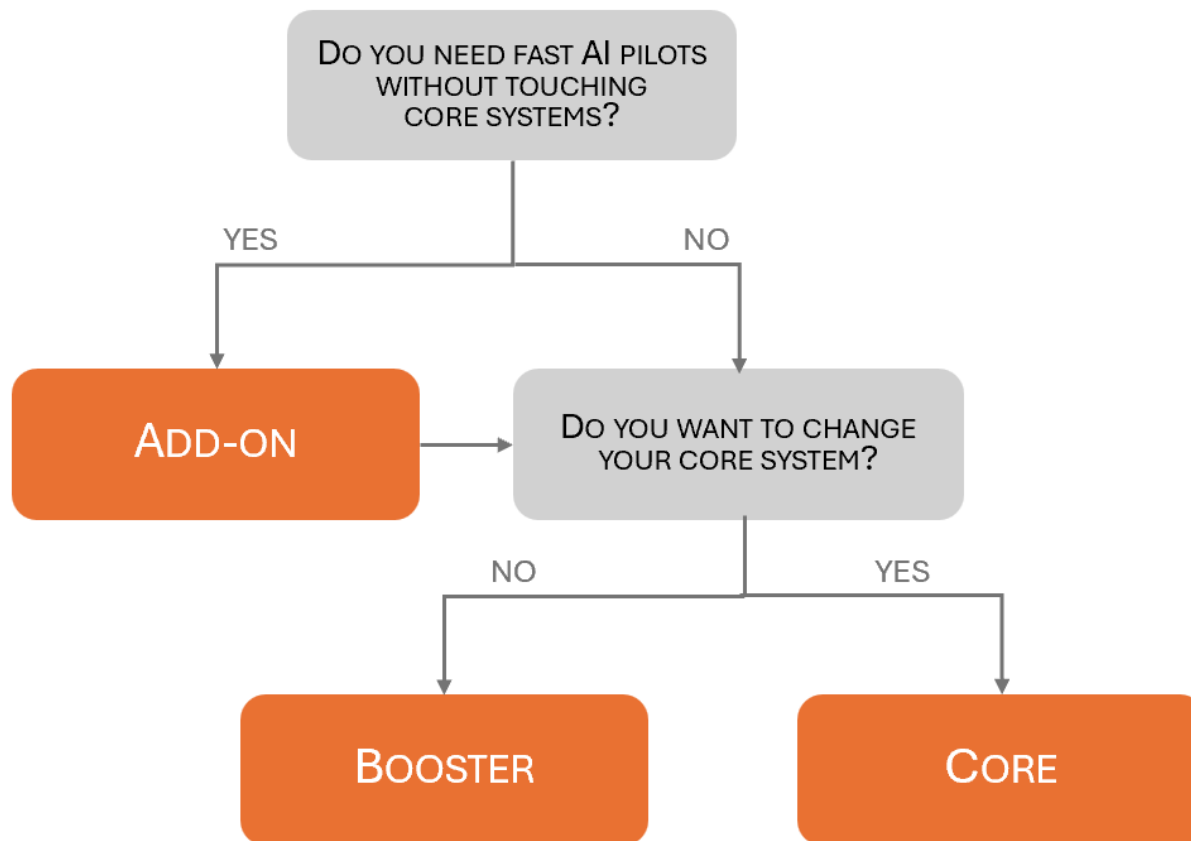 Do you need fast AI pilots
without touching
core systems?
YES
NO
Add-on
Do you want to change
your core system?
NO
YES
Booster
Core